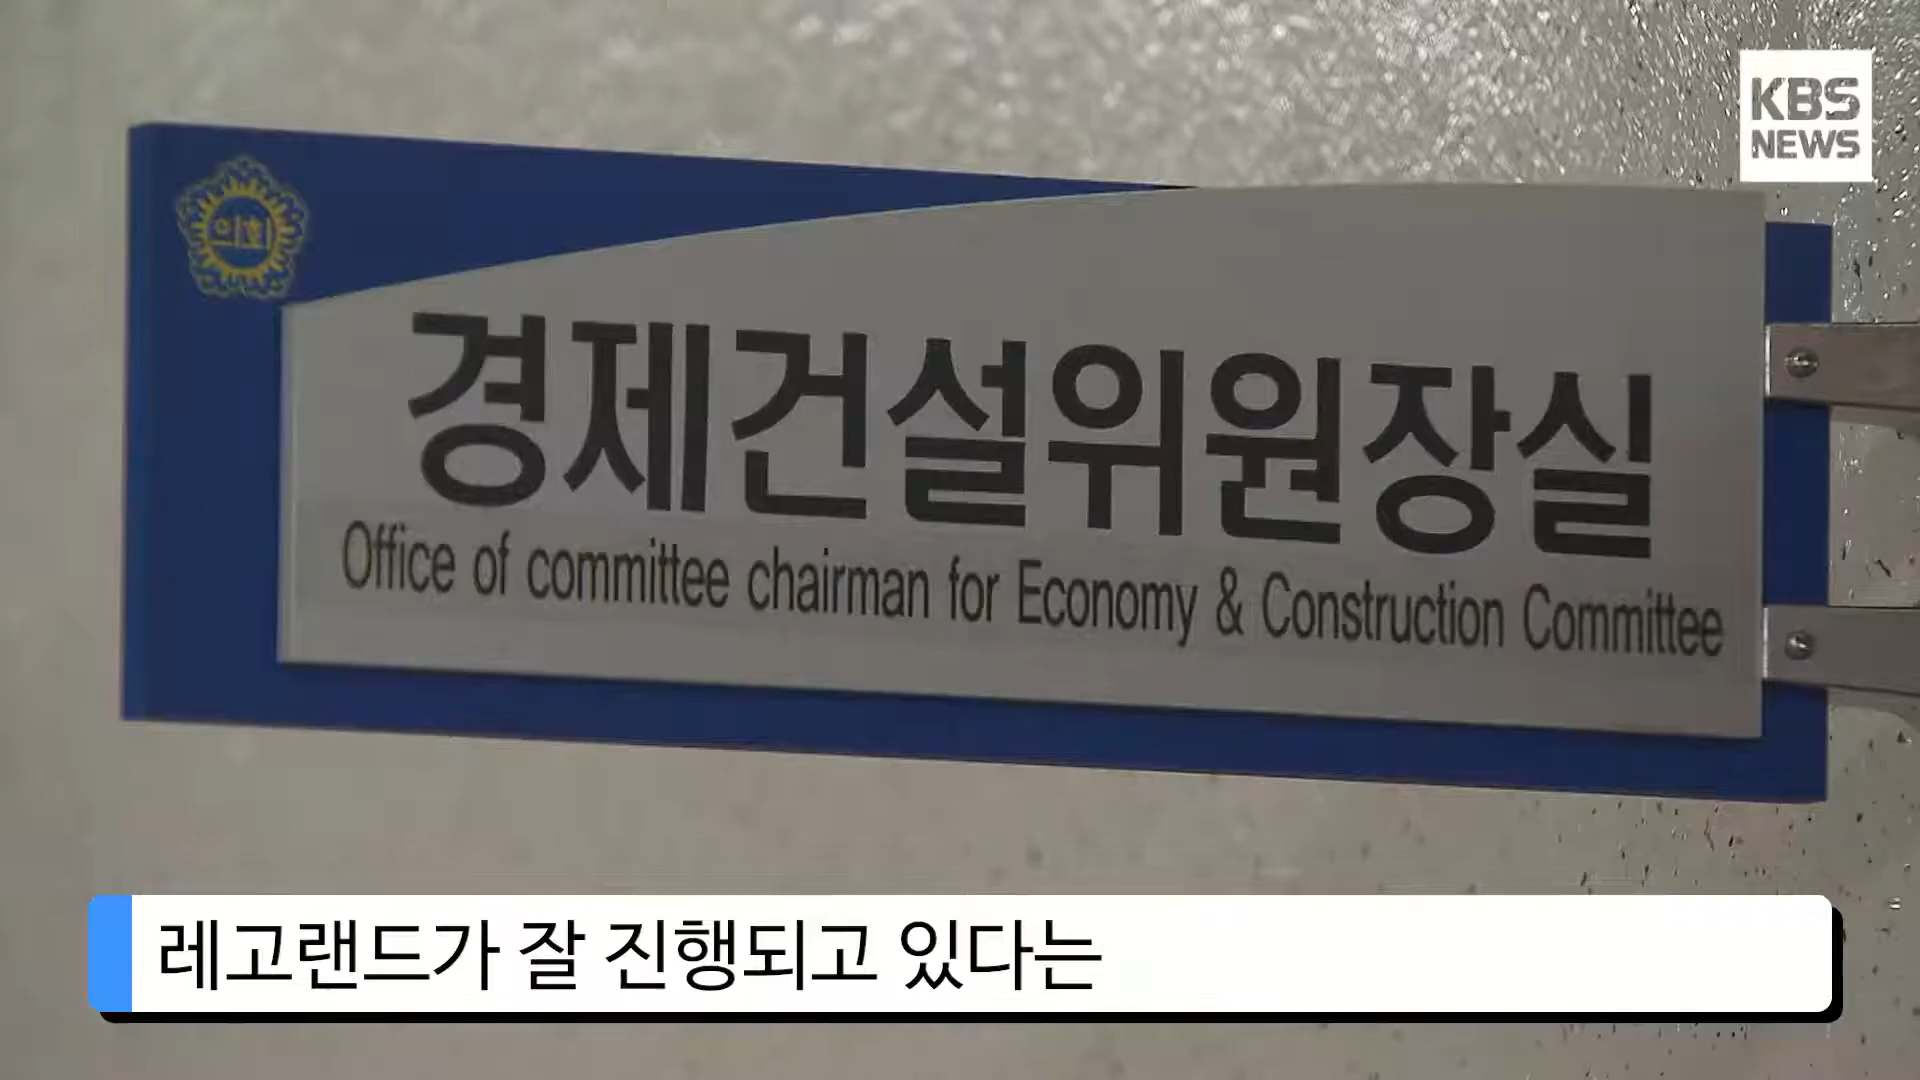 KBS
NEWS
의회
경제건설위원장실
Office of committee chairman for Economy & Construction Committee
레고랜드가 잘 진행되고 있다는